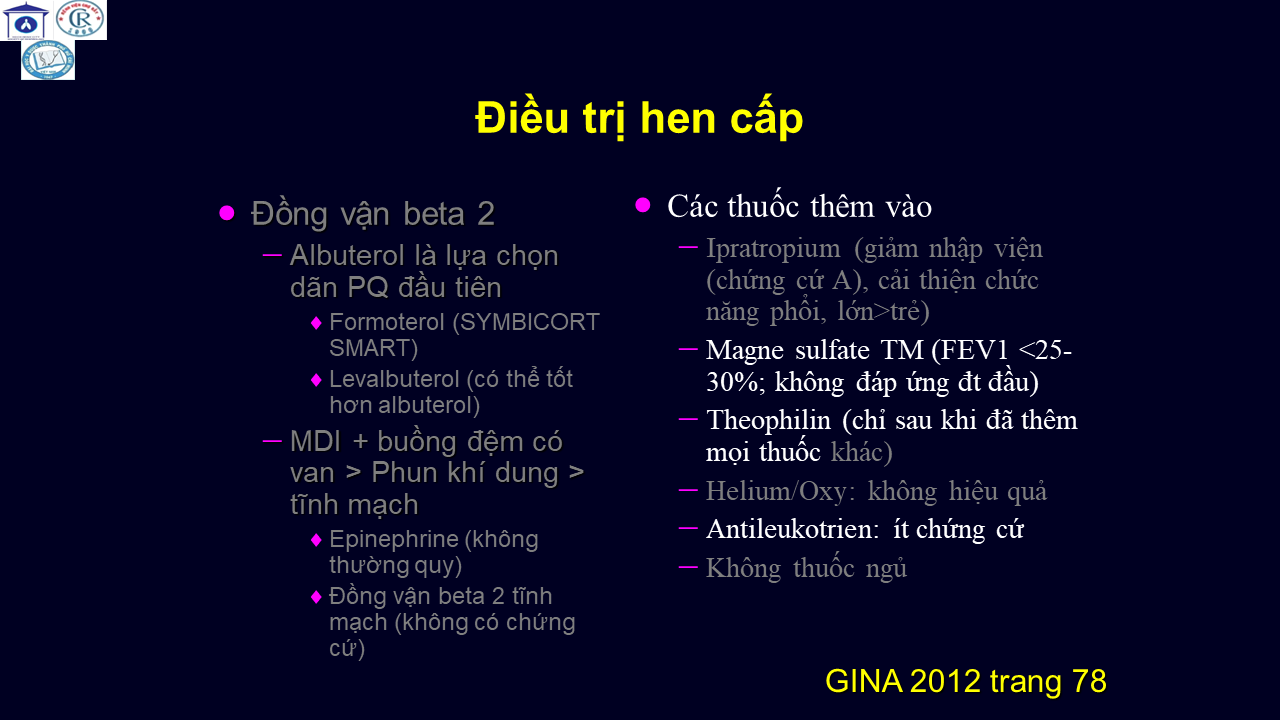 Điều trị hen cấp
Đồng vận beta 2
Albuterol là lựa chọn
dãn PQ đầu tiên
Formoterol (SYMBICORT
SMART)
Levalbuterol (có thể tốt
hơn albuterol)
MDI + buồng đệm có
van > Phun khí dung >
tĩnh mạch
Epinephrine (không
thường quy)
Đồng vận beta 2 tĩnh
mạch (không có chứng
cứ)
Các thuốc thêm vào
Ipratropium (giảm nhập viện
(chứng cứ A), cải thiện chức
năng phổi, lớn>trẻ)
Magne sulfate TM (FEV1 <25-
30%; không đáp ứng đt đầu)
Theophilin (chỉ sau khi đã thêm
mọi thuốc khác)
Helium/Oxy: không hiệu quả
Antileukotrien: ít chứng cứ
Không thuốc ngủ
GINA 2012 trang 78